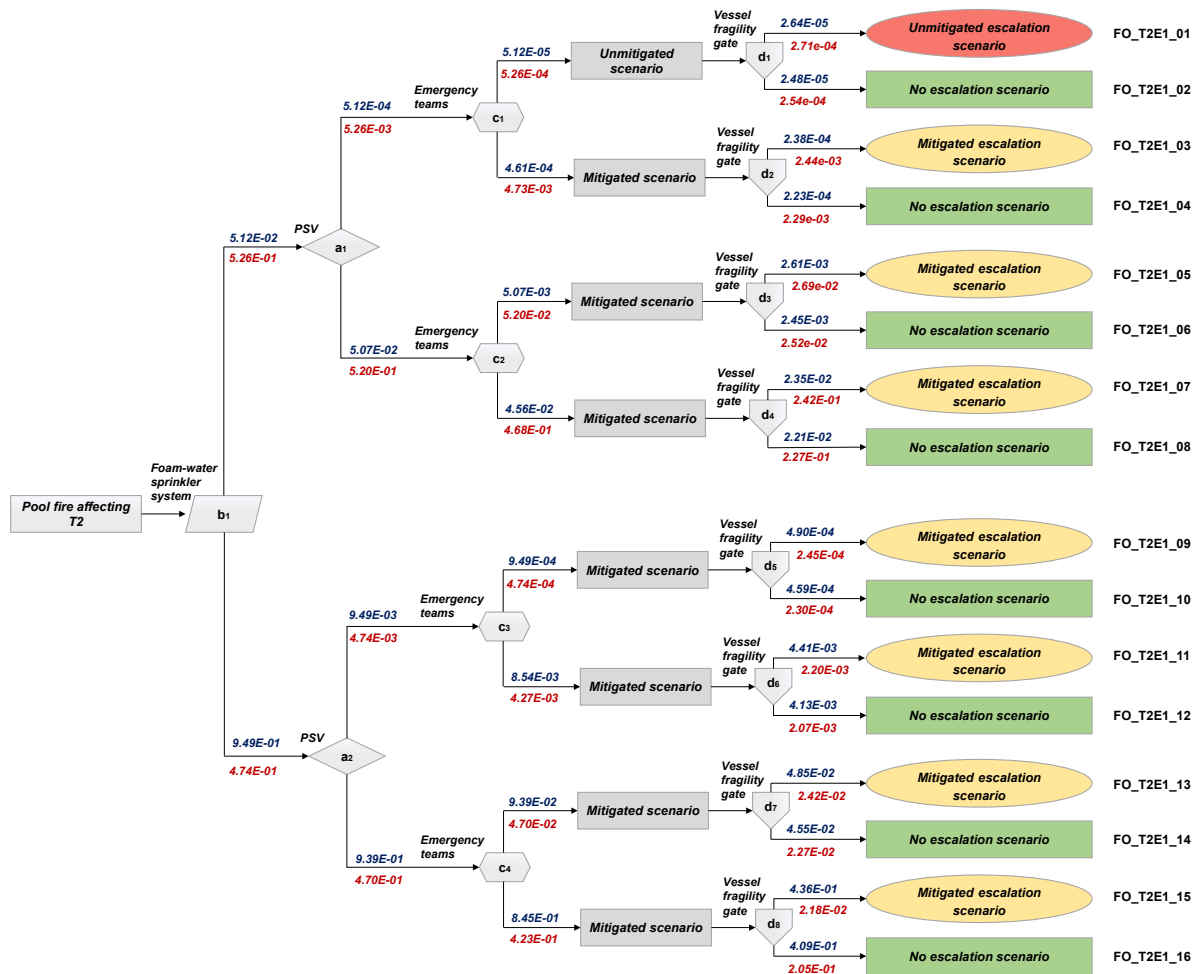 Vessel
fragility
gate
2.64E-05
2.71e-04
Unmitigated escalation
scenario
FO_T2E1_01
5.12E-05
5.26E-04
Unmitigated
scenario
d1
2.48E-05
2.54e-04
No escalation scenario
FO_T2E1_02
Emergency
teams
5.12E-04
5.26E-03
c1
Vessel
fragility
gate
2.38E-04
2.44e-03
Mitigated escalation
scenario
FO_T2E1_03
4.61E-04
4.73E-03
Mitigated scenario
d2
2.23E-04
2.29e-03
No escalation scenario
FO_T2E1_04
5.12E-02
5.26E-01
PSV
a1
Vessel
fragility
gate
2.61E-03
2.69e-02
Mitigated escalation
scenario
FO_T2E1_05
5.07E-03
5.20E-02
Mitigated scenario
d3
2.45E-03
2.52e-02
No escalation scenario
FO_T2E1_06
Emergency
teams
5.07E-02
5.20E-01
c2
Vessel
fragility
gate
2.35E-02
2.42E-01
Mitigated escalation
scenario
FO_T2E1_07
4.56E-02
4.68E-01
Mitigated scenario
d4
2.21E-02
2.27E-01
No escalation scenario
FO_T2E1_08
Pool fire affecting
T2
Foam-water
sprinkler
system
b1
Vessel
fragility
gate
4.90E-04
2.45E-04
Mitigated escalation
scenario
FO_T2E1_09
9.49E-04
4.74E-04
Mitigated scenario
d5
4.59E-04
2.30E-04
No escalation scenario
FO_T2E1_10
Emergency
teams
9.49E-03
4.74E-03
c3
Vessel
fragility
gate
4.41E-03
2.20E-03
Mitigated escalation
scenario
FO_T2E1_11
8.54E-03
4.27E-03
Mitigated scenario
d6
4.13E-03
2.07E-03
No escalation scenario
FO_T2E1_12
9.49E-01
4.74E-01
PSV
a2
Vessel
fragility
gate
4.85E-02
2.42E-02
Mitigated escalation
scenario
FO_T2E1_13
9.39E-02
4.70E-02
Mitigated scenario
d7
4.55E-02
2.27E-02
No escalation scenario
FO_T2E1_14
Emergency
teams
9.39E-01
4.70E-01
c4
Vessel
fragility
gate
4.36E-01
2.18E-02
Mitigated escalation
scenario
FO_T2E1_15
8.45E-01
4.23E-01
Mitigated scenario
d8
4.09E-01
2.05E-01
No escalation scenario
FO_T2E1_16